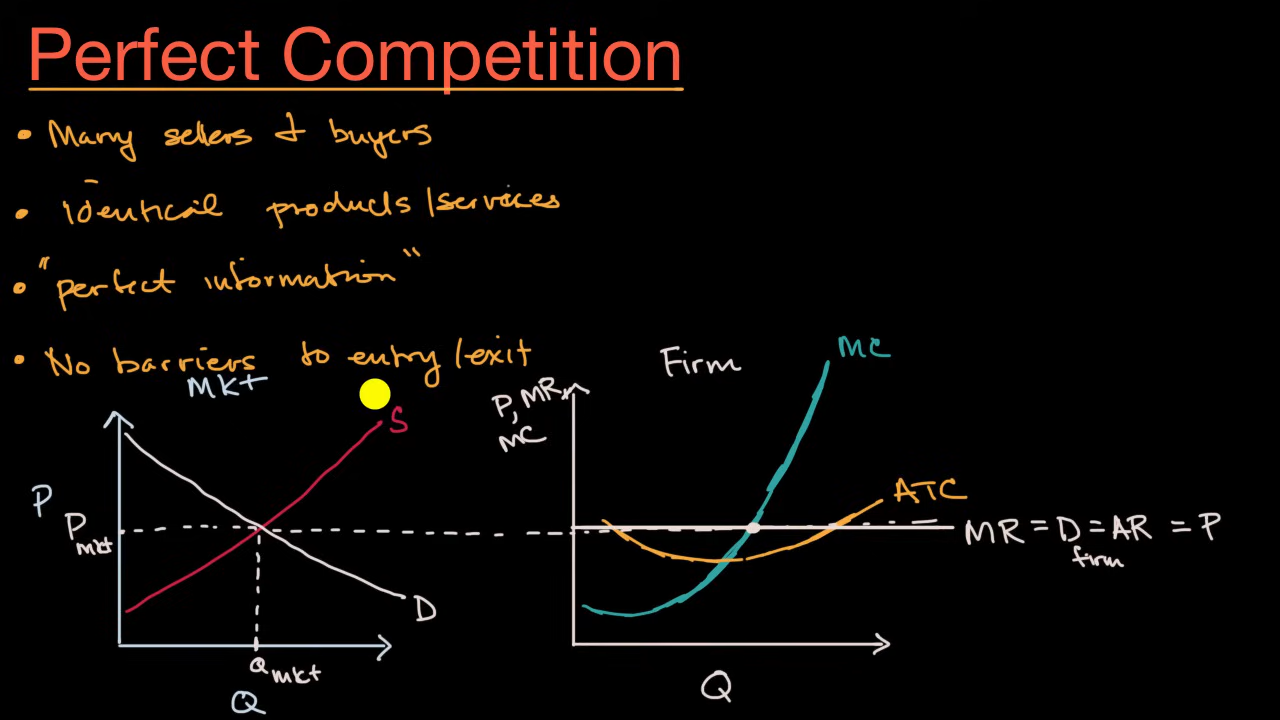 Perfect Competition
• Many sellers & buyers
• identical products/services
• "perfect information"
• No barriers to entry/exit
Mkt
S
P
Pmkt
D
Qmkt
Q
Firm
MC
P, MR,
MC
ATC
MR = D = AR = P
firm
Q